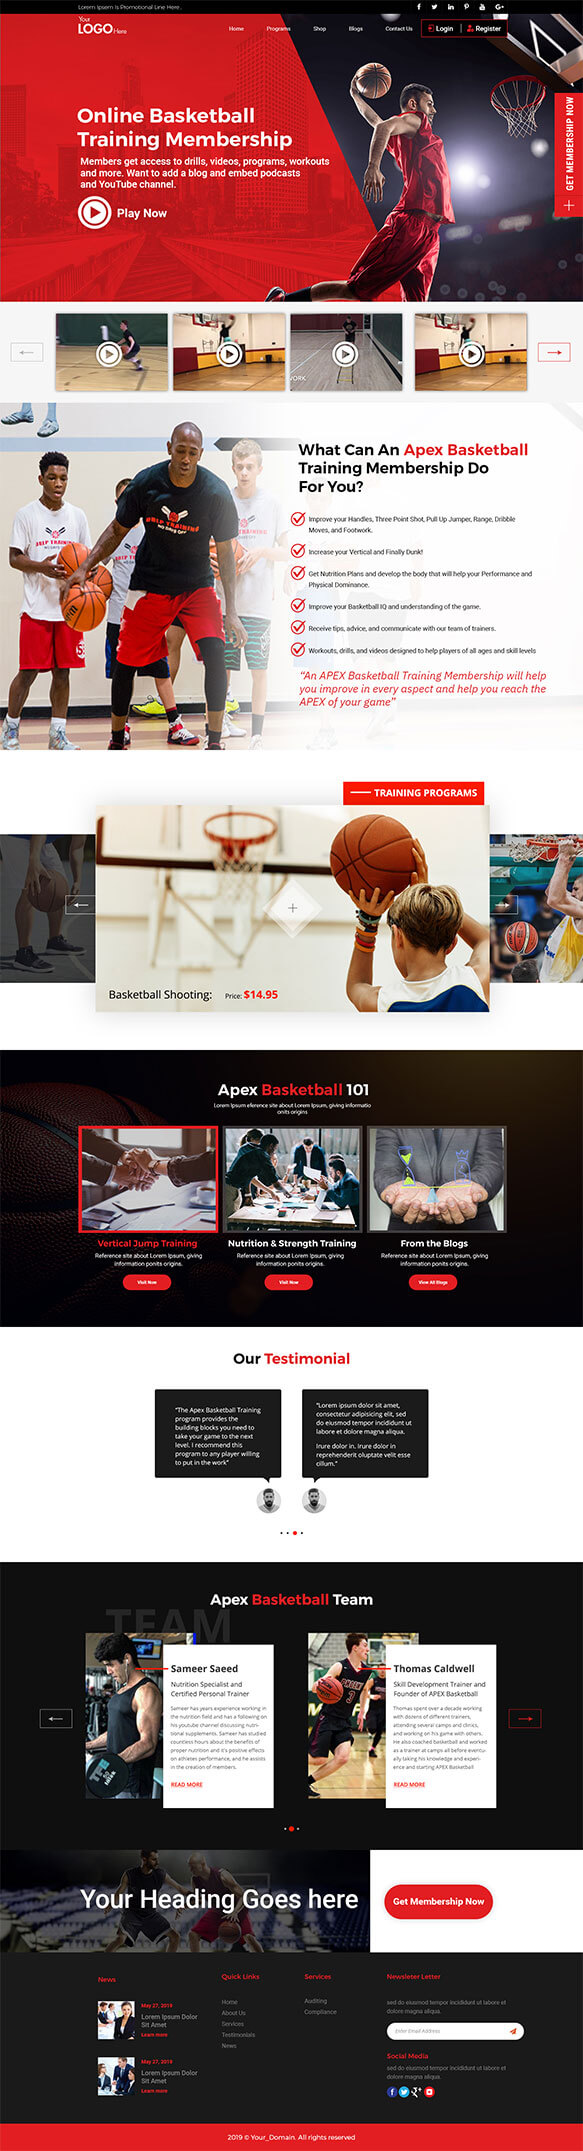 Lorem Ipsem Is Promotional Line Here .
Your
LOGO Here
Home Programs Shop Blogs Contact Us Login Register
Online Basketball
Training Membership
Members get access to drills, videos, programs, workouts
and more. Want to add a blog and embed podcasts
and YouTube channel.
Play Now
GET MEMBERSHIP NOW
WORK
What Can An Apex Basketball
Training Membership Do
For You?
Improve your Handles, Three Point Shot, Pull Up Jumper, Range, Dribble
Moves, and Footwork.
Increase your Vertical and Finally Dunk!
Get Nutrition Plans and develop the body that will help your Performance and
Physical Dominance.
Improve your Basketball IQ and understanding of the game.
Receive tips, advice, and communicate with our team of trainers.
Workouts, drills, and videos designed to help players of all ages and skill levels
“An APEX Basketball Training Membership will help
you improve in every aspect and help you reach the
APEX of your game”
TRAINING PROGRAMS
Basketball Shooting: Price: $14.95
Apex Basketball 101
Lorem Ipsum eference site about Lorem Ipsum, giving informatio
onits origins
Vertical Jump Training
Reference site about Lorem Ipsum, giving
information ponits origins.
Visit Now
Nutrition & Strength Training
Reference site about Lorem Ipsum, giving
information ponits origins.
Visit Now
From the Blogs
Reference site about Lorem Ipsum, giving
information ponits origins.
View All Blogs
Our Testimonial
“The Apex Basketball Training
program provides the
building blocks you need to
take your game to the next
level. I recommend this
program to any player willing
to put in the work”
“Lorem ipsum dolor sit amet,
consectetur adipisicing elit, sed
do eiusmod tempor incididunt ut
labore et dolore magna aliqua.
Irure dolor in. Irure dolor in
reprehenderit oluptate velit esse
cillum.”
Apex Basketball Team
TEAM
Sameer Saeed
Nutrition Specialist and
Certified Personal Trainer
Sameer has years experience working in
the nutrition field and has a following on
his youtube channel discussing nutri-
tional supplements. Sameer has studied
countless hours about the benefits of
proper nutrition and it's positive effects
on athletes performance, and he assists
in the creation of members.
READ MORE
Thomas Caldwell
Skill Development Trainer and
Founder of APEX Basketball
Thomas spent over a decade working
with dozens of different trainers,
attending several camps and clinics,
and working on his game with others.
He also coached basketball and worked
as a trainer at camps all before eventu-
ally taking his knowledge and experi-
ence and starting APEX Basketball
READ MORE
Your Heading Goes here
Get Membership Now
News
May 27, 2019
Lorem Ipsum Dolor
Sit Amet
Learn more
May 27, 2019
Lorem Ipsum Dolor
Sit Amet
Learn more
Quick Links
Home
About Us
Services
Testimonials
News
Services
Auditing
Compliance
Newsleter Letter
sed do eiusmod tempor incididunt ut labore et
dolore magna aliqua.
Enter Email Address
Social Media
sed do eiusmod tempor incididunt ut labore et
dolore magna aliqua.
2019 © Your_Domain. All rights reserved